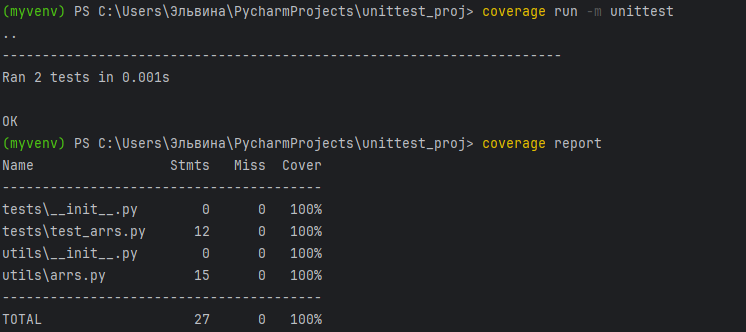 (myvenv) PS C:\Users\Эльвина\PycharmProjects\unittest_proj> coverage run -m unittest
..
----------------------------------------------------------------------
Ran 2 tests in 0.001s
OK
(myvenv) PS C:\Users\Эльвина\PycharmProjects\unittest_proj> coverage report
Name                 Stmts   Miss  Cover
----------------------------------------
tests\__init__.py        0      0   100%
tests\test_arrs.py      12      0   100%
utils\__init__.py        0      0   100%
utils\arrs.py           15      0   100%
----------------------------------------
TOTAL                   27      0   100%